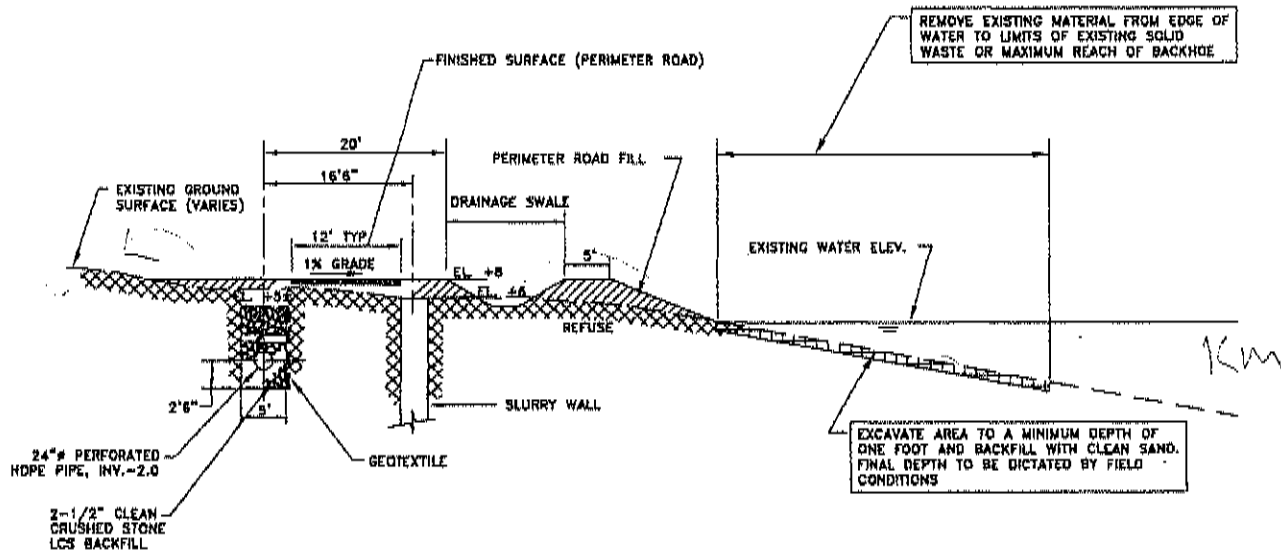 REMOVE EXISTING MATERIAL FROM EDGE OF
WATER TO LIMITS OF EXISTING SOLID
WASTE OR MAXIMUM REACH OF BACKHOE
FINISHED SURFACE (PERIMETER ROAD)
20'
16'6"
PERIMETER ROAD FILL
EXISTING GROUND
SURFACE (VARIES)
DRAINAGE SWALE
12' TYP
5'
1% GRADE
EXISTING WATER ELEV.
EL. +8
EL. +6
EL +5±
REFUSE
2'6"
5'
SLURRY WALL
24"ø PERFORATED
HDPE PIPE, INV.-2.0
GEOTEXTILE
EXCAVATE AREA TO A MINIMUM DEPTH OF
ONE FOOT AND BACKFILL WITH CLEAN SAND.
FINAL DEPTH TO BE DICTATED BY FIELD
CONDITIONS
2-1/2" CLEAN
CRUSHED STONE
LCS BACKFILL